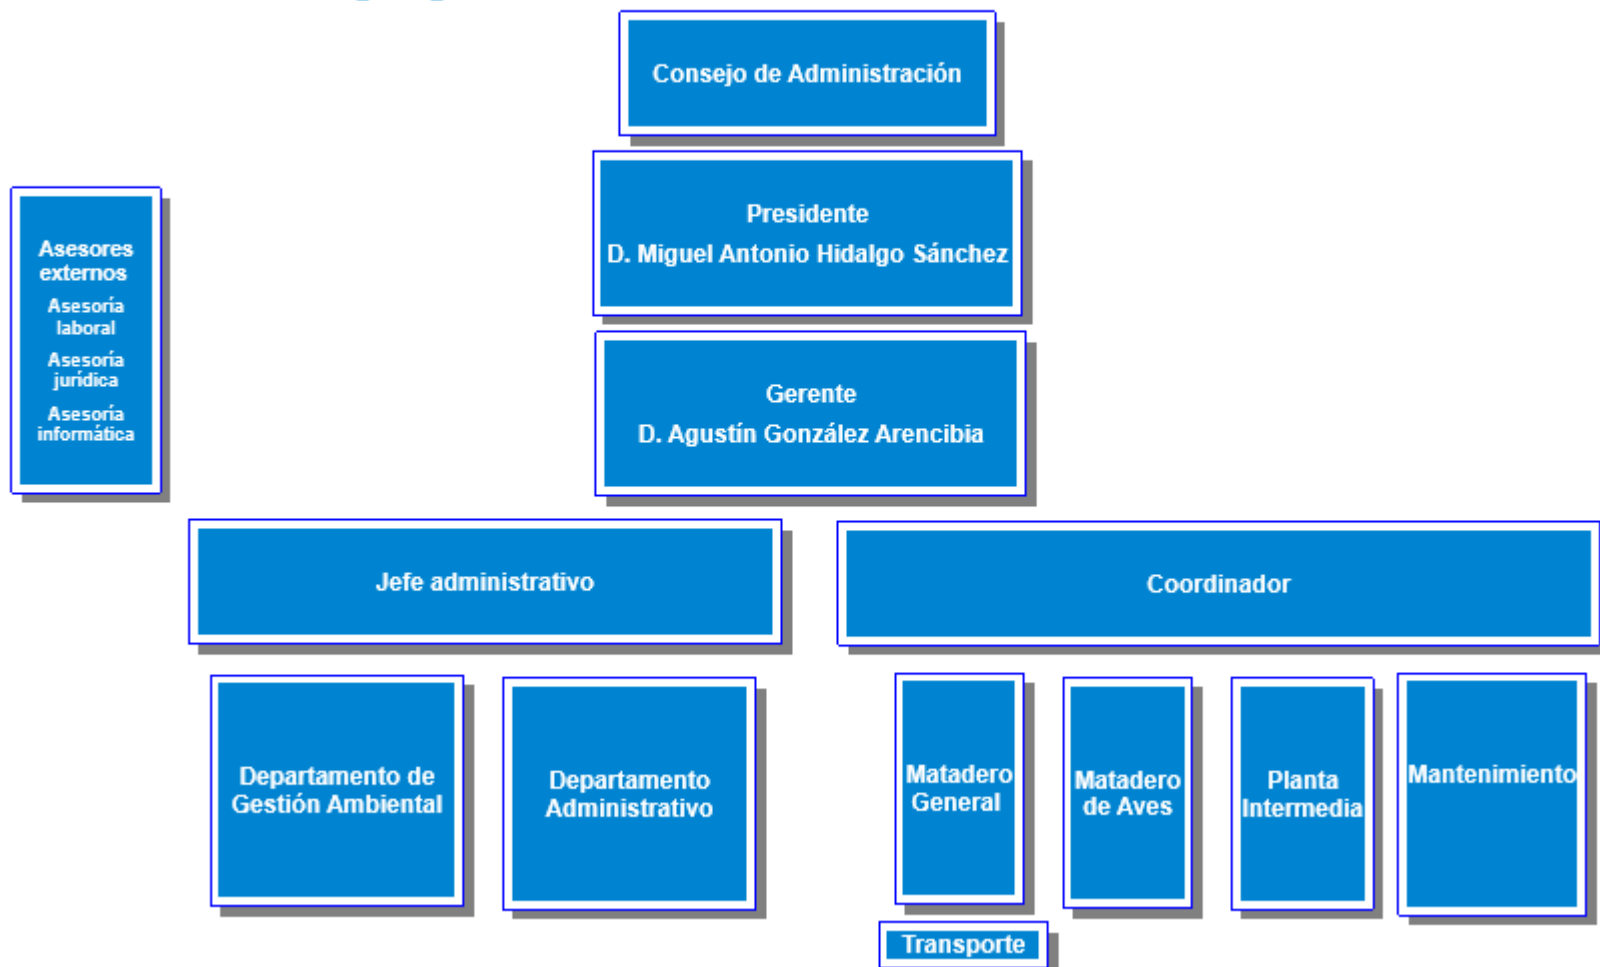 Consejo de Administración
Presidente
D. Miguel Antonio Hidalgo Sánchez
Asesores
externos
Asesoría
laboral
Asesoría
jurídica
Asesoría
informática
Gerente
D. Agustín González Arencibia
Jefe administrativo
Coordinador
Departamento de
Gestión Ambiental
Departamento
Administrativo
Matadero
General
Matadero
de Aves
Planta
Intermedia
Mantenimiento
Transporte